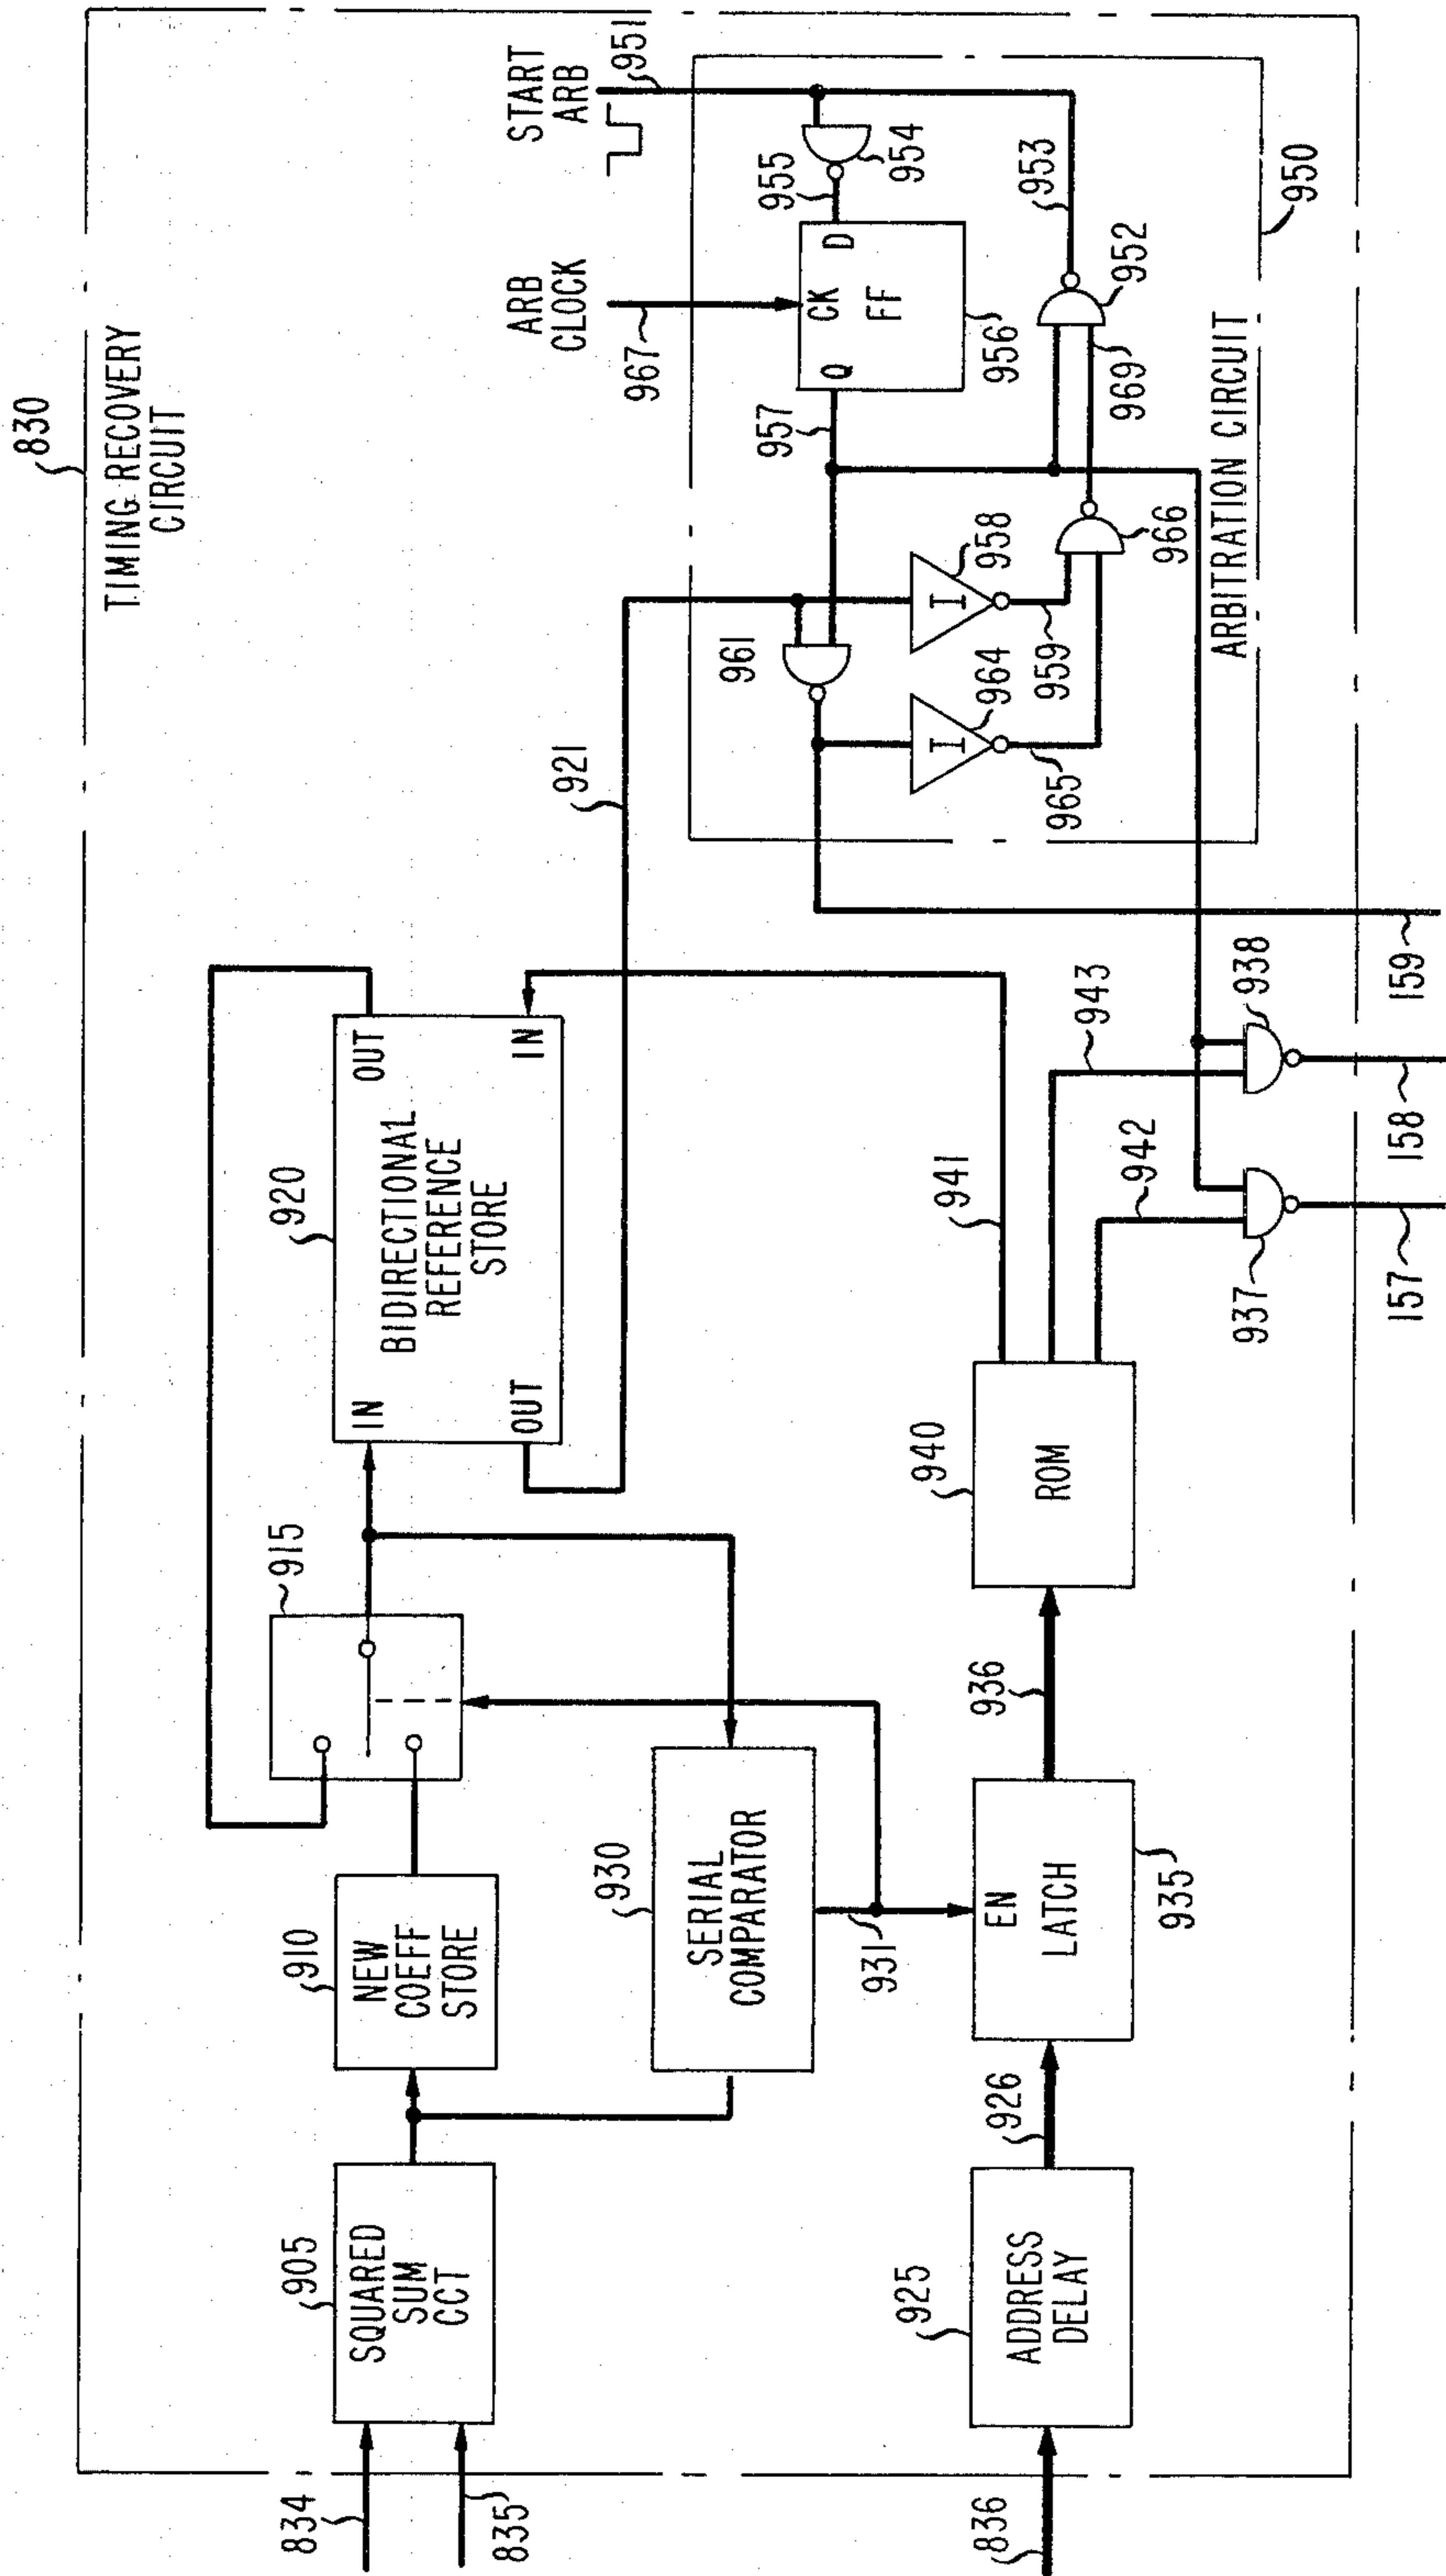 830
TIMING RECOVERY
CIRCUIT
834
835
836
905
SQUARED
SUM
CCT
910
NEW
COEFF
STORE
915
920
BIDIRECTIONAL
REFERENCE
STORE
IN
OUT
OUT
IN
921
925
ADDRESS
DELAY
926
930
SERIAL
COMPARATOR
931
EN
LATCH
935
936
940
ROM
941
942
943
937
938
157
158
159
START
ARB
951
ARB
CLOCK
967
954
955
Q
CK
D
FF
956
957
961
I
958
959
I
964
965
966
969
952
953
ARBITRATION CIRCUIT
950